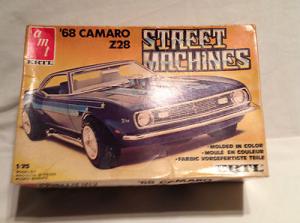 amt
ERTL
'68 CAMARO
Z28
STREET
MACHINES
• MOLDED IN COLOR
• MOULE EN COULEUR
• FARBIG VORGEFERTIGTE TEILE
ERTL
1:25
'68 CAMARO Z28